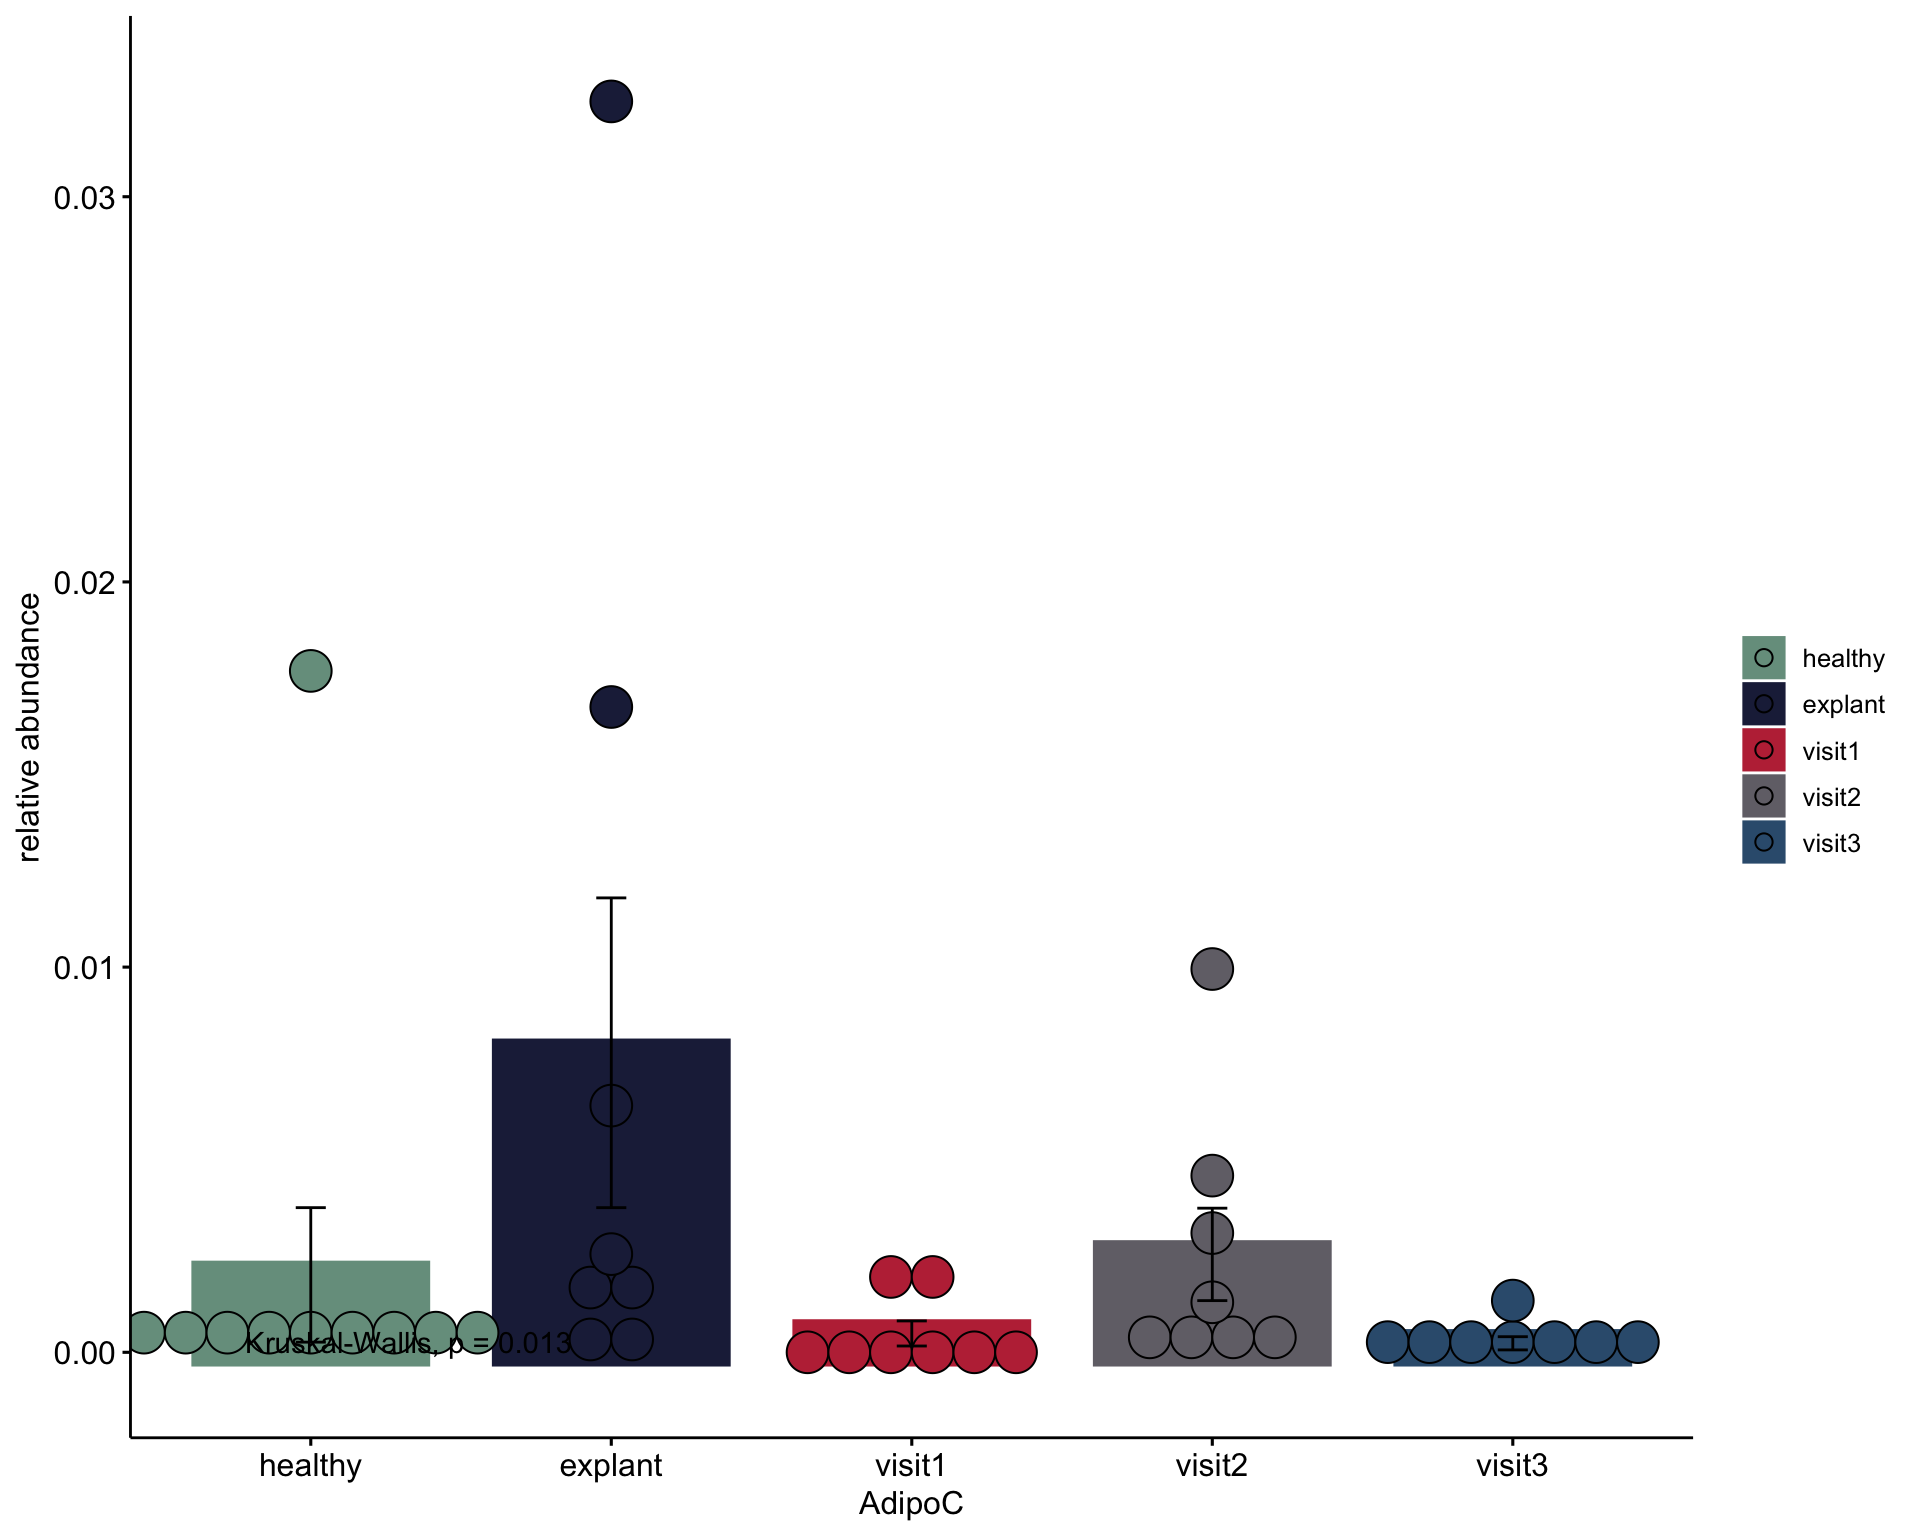 relative abundance
0.03
0.02
0.01
0.00
Kruskal-Wallis, p = 0.013
healthy
explant
visit1
visit2
visit3
AdipoC
healthy
explant
visit1
visit2
visit3